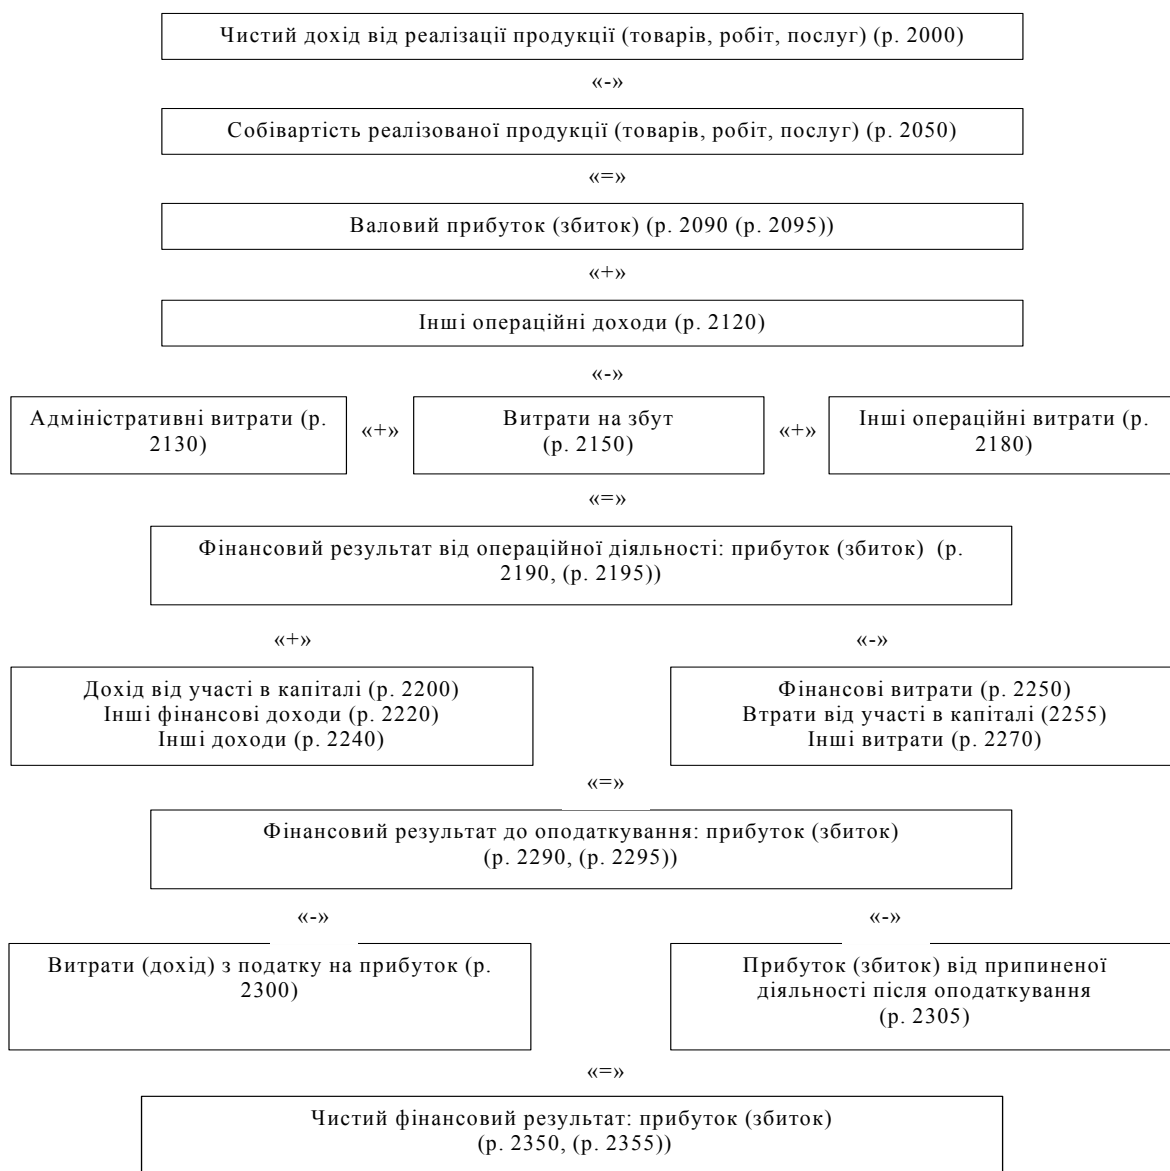 Чистий дохід від реалізації продукції (товарів, робіт, послуг) (р. 2000)
«-»
Собівартість реалізованої продукції (товарів, робіт, послуг) (р. 2050)
«=»
Валовий прибуток (збиток) (р. 2090 (р. 2095))
«+»
Інші операційні доходи (р. 2120)
«-»
Адміністративні витрати (р.
2130)
«+»
Витрати на збут
(р. 2150)
«+»
Інші операційні витрати (р.
2180)
«=»
Фінансовий результат від операційної діяльності: прибуток (збиток) (р.
2190, (р. 2195))
«+»
«-»
Дохід від участі в капіталі (р. 2200)
Інші фінансові доходи (р. 2220)
Інші доходи (р. 2240)
Фінансові витрати (р. 2250)
Втрати від участі в капіталі (2255)
Інші витрати (р. 2270)
«=»
Фінансовий результат до оподаткування: прибуток (збиток)
(р. 2290, (р. 2295))
«-»
«-»
Витрати (дохід) з податку на прибуток (р.
2300)
Прибуток (збиток) від припиненої
діяльності після оподаткування
(р. 2305)
«=»
Чистий фінансовий результат: прибуток (збиток)
(р. 2350, (р. 2355))